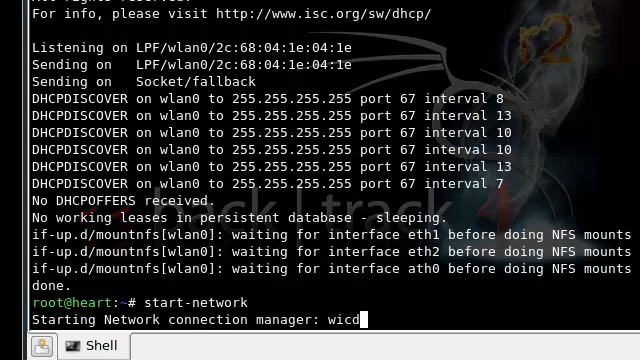 For info, please visit http://www.isc.org/sw/dhcp/
Listening on LPF/wlan0/2c:68:04:1e:04:1e
Sending on   LPF/wlan0/2c:68:04:1e:04:1e
Sending on   Socket/fallback
DHCPDISCOVER on wlan0 to 255.255.255.255 port 67 interval 8
DHCPDISCOVER on wlan0 to 255.255.255.255 port 67 interval 13
DHCPDISCOVER on wlan0 to 255.255.255.255 port 67 interval 10
DHCPDISCOVER on wlan0 to 255.255.255.255 port 67 interval 10
DHCPDISCOVER on wlan0 to 255.255.255.255 port 67 interval 13
DHCPDISCOVER on wlan0 to 255.255.255.255 port 67 interval 7
No DHCPOFFERS received.
No working leases in persistent database - sleeping.
if-up.d/mountnfs[wlan0]: waiting for interface eth1 before doing NFS mounts
if-up.d/mountnfs[wlan0]: waiting for interface eth2 before doing NFS mounts
if-up.d/mountnfs[wlan0]: waiting for interface ath0 before doing NFS mounts
done.
root@heart:~# start-network
Starting Network connection manager: wicd
Shell
r2
back | track 4